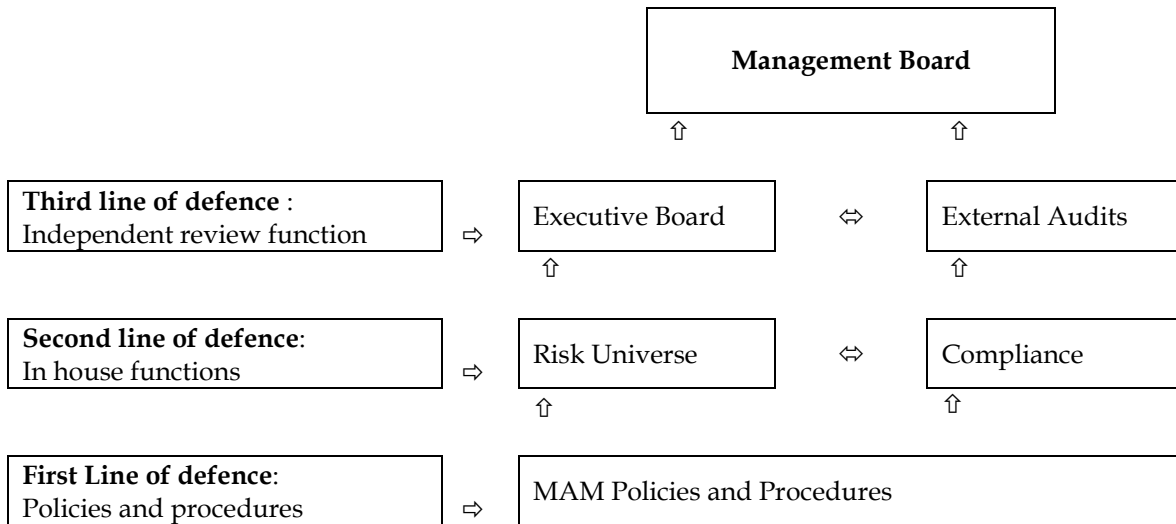 Management Board
⇧ ⇧
Third line of defence :
Independent review function
⇨
Executive Board
⇔
External Audits
⇧ ⇧
Second line of defence:
In house functions
⇨
Risk Universe
⇔
Compliance
⇧ ⇧
First Line of defence:
Policies and procedures
⇨
MAM Policies and Procedures